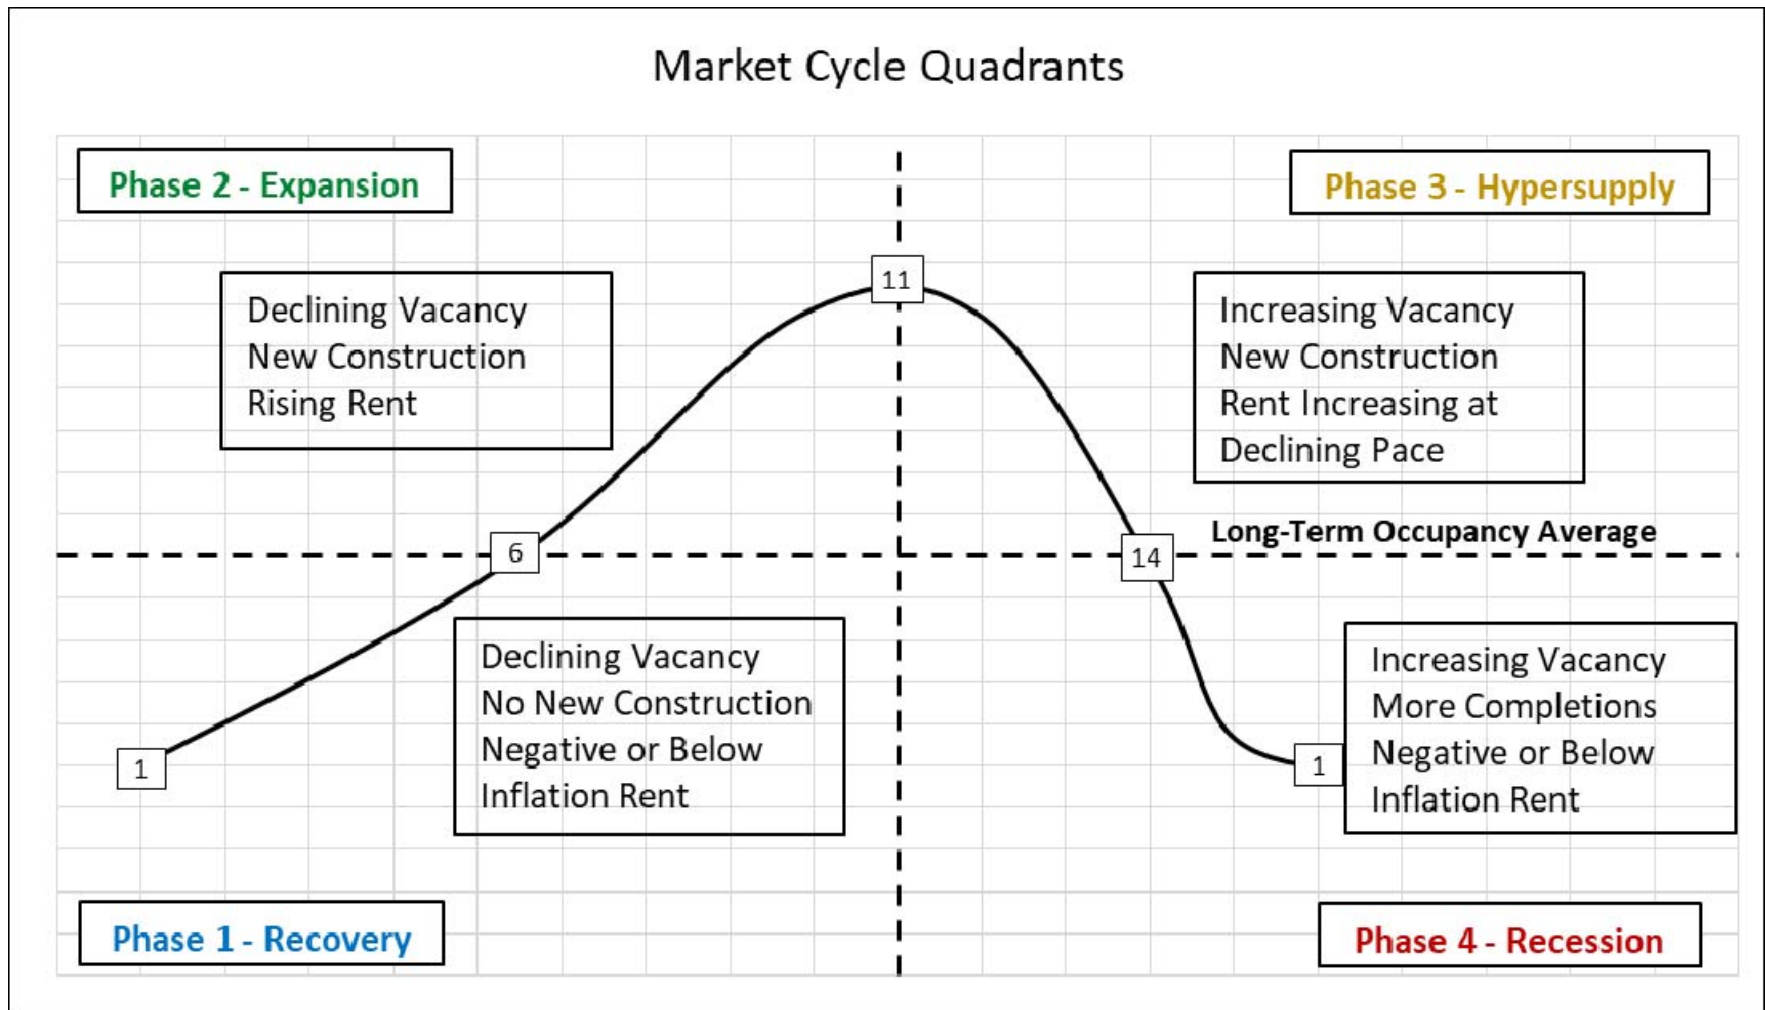 Market Cycle Quadrants
Phase 2 - Expansion
Phase 3 - Hypersupply
11
Declining Vacancy
New Construction
Rising Rent
Increasing Vacancy
New Construction
Rent Increasing at
Declining Pace
Long-Term Occupancy Average
6
14
Declining Vacancy
No New Construction
Negative or Below
Inflation Rent
Increasing Vacancy
More Completions
Negative or Below
Inflation Rent
1
1
Phase 1 - Recovery
Phase 4 - Recession